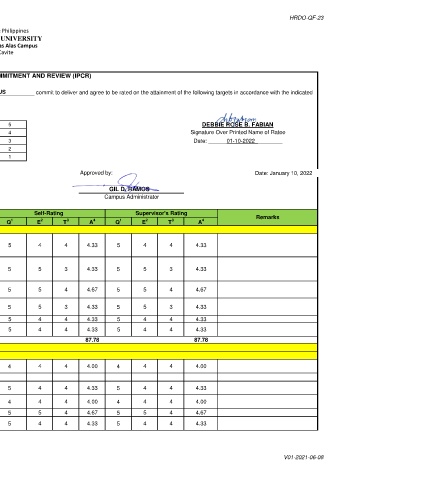 HRDO-QF-23
Philippines
UNIVERSITY
as Alas Campus
Cavite
MMITMENT AND REVIEW (IPCR)
US commit to deliver and agree to be rated on the attainment of the following targets in accordance with the indicated
DEBBIE ROSE B. FABIAN
5
Signature Over Printed Name of Ratee
4
Date: 01-10-2022
3
2
1
Approved by: Date: January 10, 2022
GIL D. RAMOS
Campus Administrator
Self-Rating Supervisor's Rating Remarks
Q1 E2 T3 A4 Q1 E2 T3 A4
5 4 4 4.33 5 4 4 4.33
5 5 3 4.33 5 5 3 4.33
5 5 4 4.67 5 5 4 4.67
5 5 3 4.33 5 5 3 4.33
5 4 4 4.33 5 4 4 4.33
5 4 4 4.33 5 4 4 4.33
87.78 87.78
4 4 4 4.00 4 4 4 4.00
5 4 4 4.33 5 4 4 4.33
4 4 4 4.00 4 4 4 4.00
5 5 4 4.67 5 5 4 4.67
5 4 4 4.33 5 4 4 4.33
V01-2021-06-08